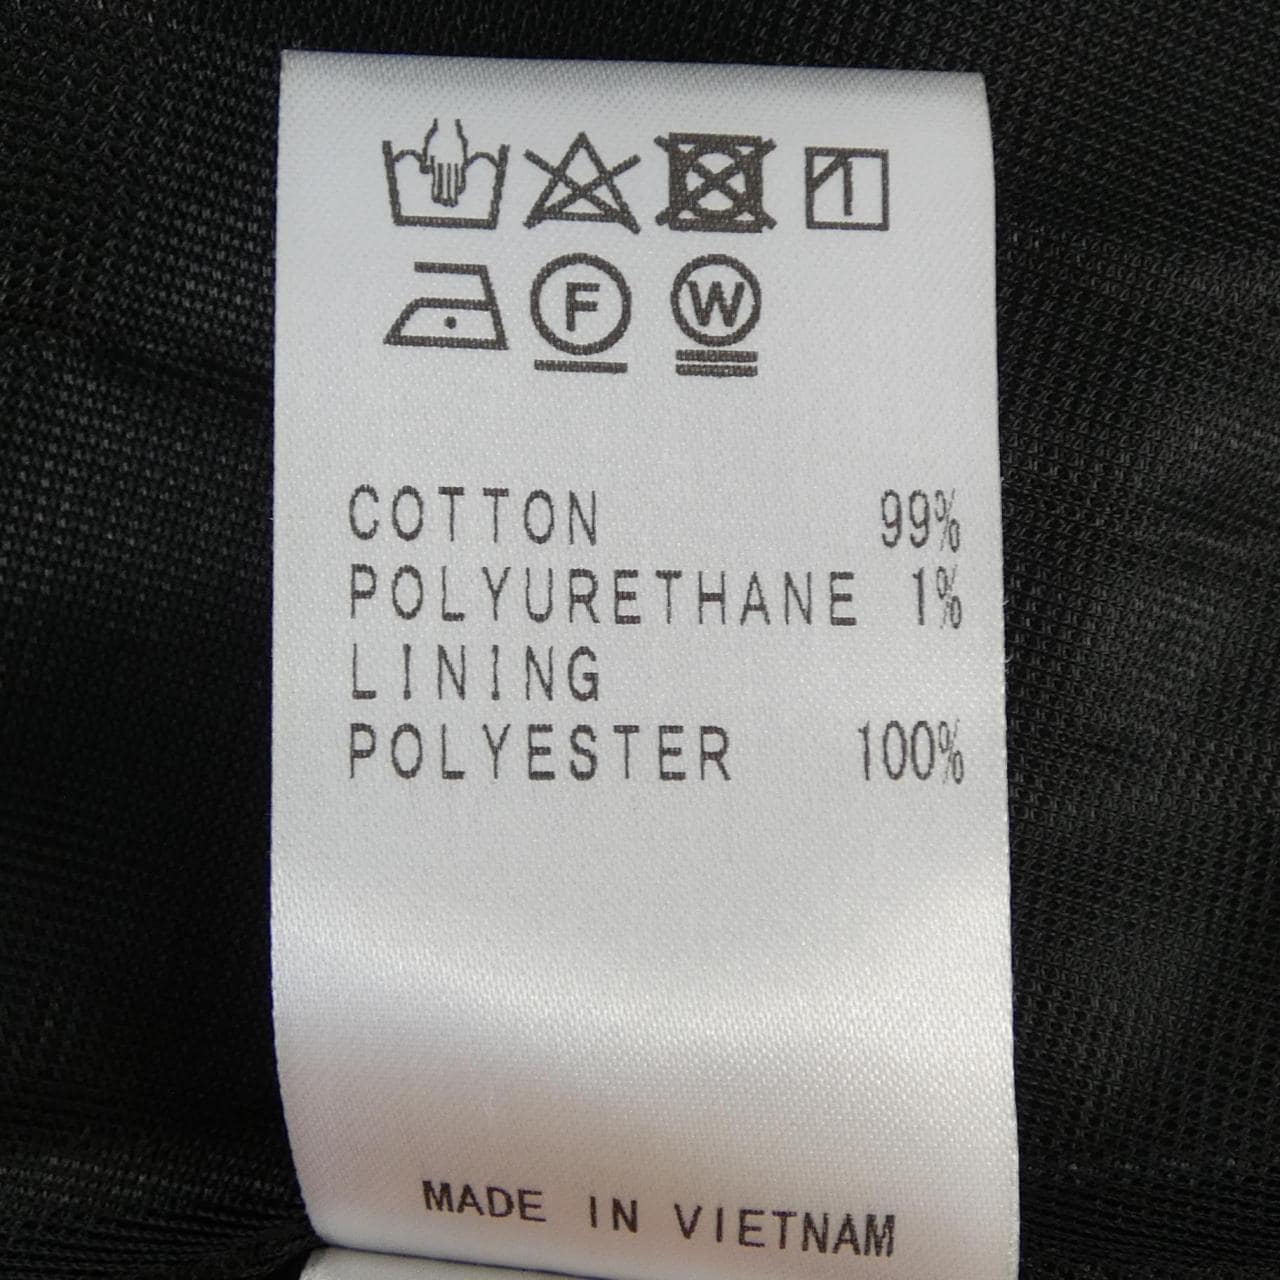 F W
COTTON 99%
POLYURETHANE 1%
LINING
POLYESTER 100%
MADE IN VIETNAM